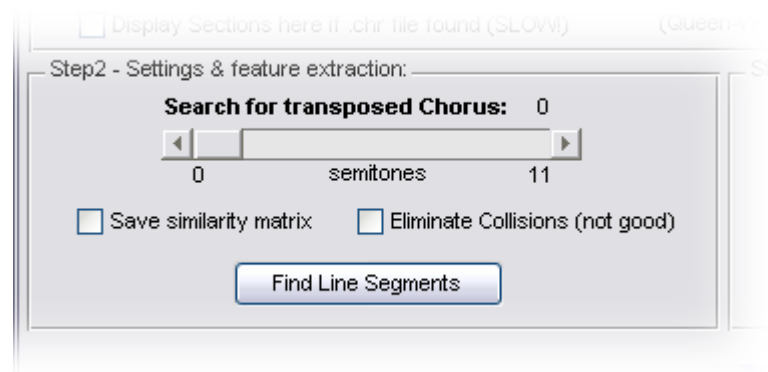 Display Sections here if .chr file found (SLOW!) (Queen-
Step2 - Settings & feature extraction:
Search for transposed Chorus: 0
0 semitones 11
Save similarity matrix Eliminate Collisions (not good)
Find Line Segments